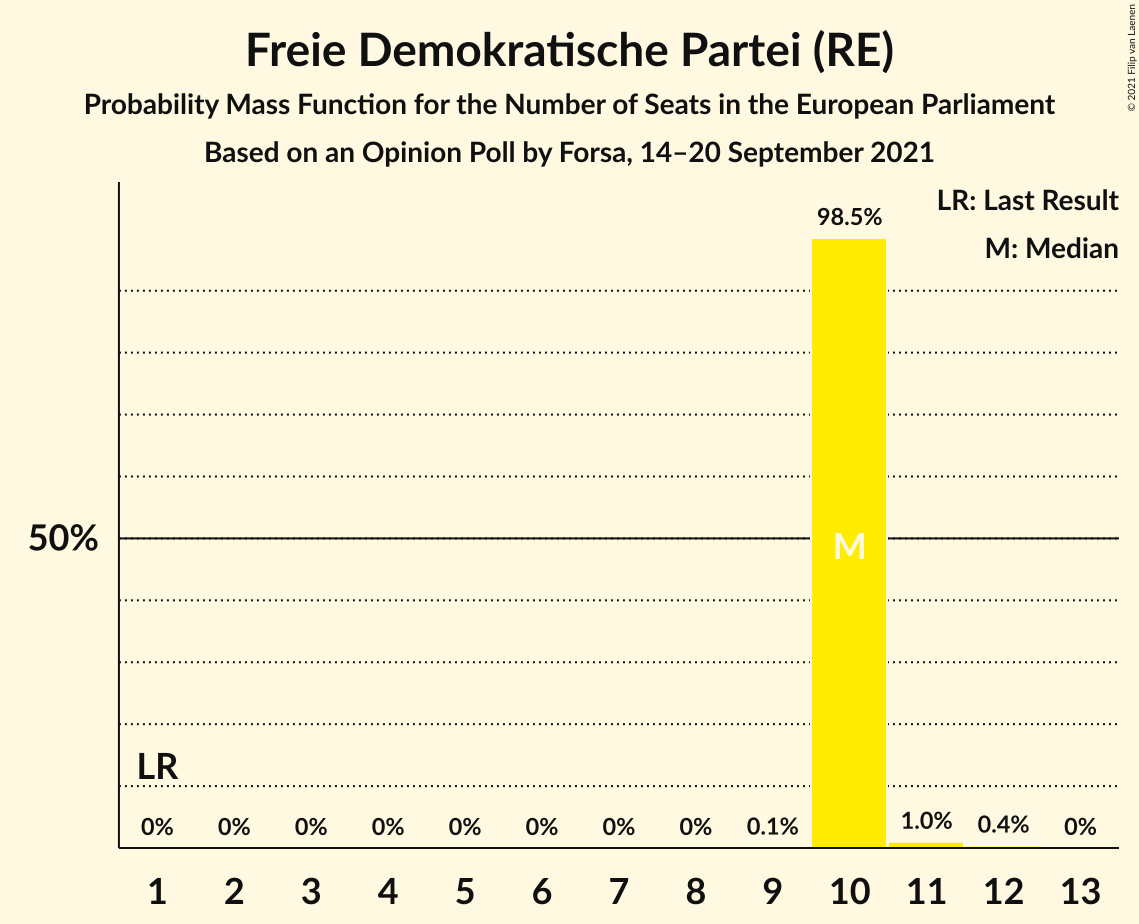 © 2021 Filip van Laenen
Freie Demokratische Partei (RE)
Probability Mass Function for the Number of Seats in the European Parliament
Based on an Opinion Poll by Forsa, 14–20 September 2021
LR: Last Result
M: Median
98.5%
50%
M
LR
0% 0% 0% 0% 0% 0% 0% 0% 0.1% 1.0% 0.4% 0%
1 2 3 4 5 6 7 8 9 10 11 12 13